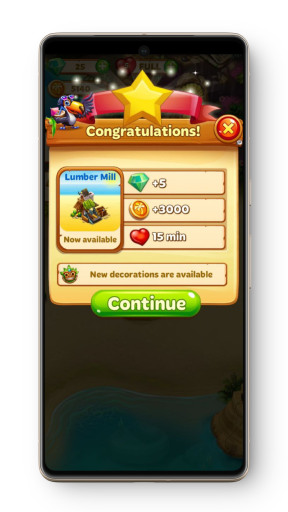 Congratulations!
Lumber Mill
Now available
+5
+3000
15 min
New decorations are available
Continue